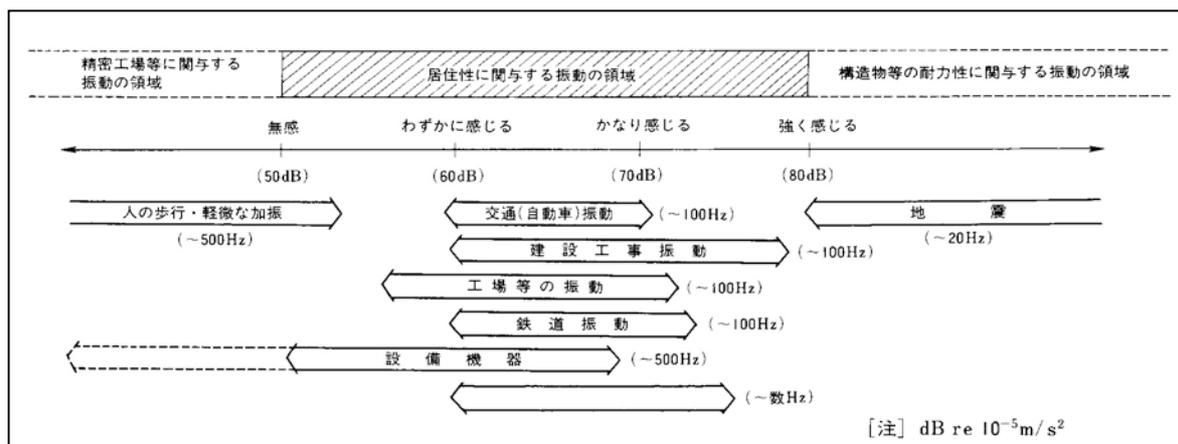 精密工場等に関与する
振動の領域
居住性に関与する振動の領域
構造物等の耐力性に関与する振動の領域
無感
わずかに感じる
かなり感じる
強く感じる
(50dB)
(60dB)
(70dB)
(80dB)
人の歩行・軽微な加振
(~500Hz)
交通(自動車)振動
(~100Hz)
地 震
(~20Hz)
建設工事振動
(~100Hz)
工場等の振動
(~100Hz)
鉄道振動
(~100Hz)
設備機器
(~500Hz)
(~数Hz)
[注] dB re 10⁻⁵m/s²